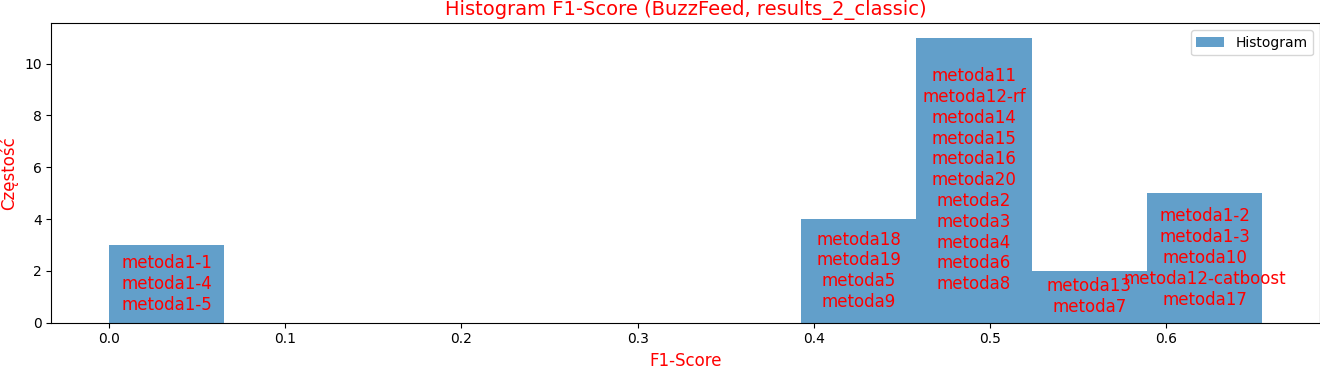 Histogram F1-Score (BuzzFeed, results_2_classic)
Histogram
Częstość
10
8
6
4
2
0
metoda1-1
metoda1-4
metoda1-5
metoda18
metoda19
metoda5
metoda9
metoda11
metoda12-rf
metoda14
metoda15
metoda16
metoda20
metoda2
metoda3
metoda4
metoda6
metoda8
metoda13
metoda7
metoda1-2
metoda1-3
metoda10
metoda12-catboost
metoda17
0.0 0.1 0.2 0.3 0.4 0.5 0.6
F1-Score